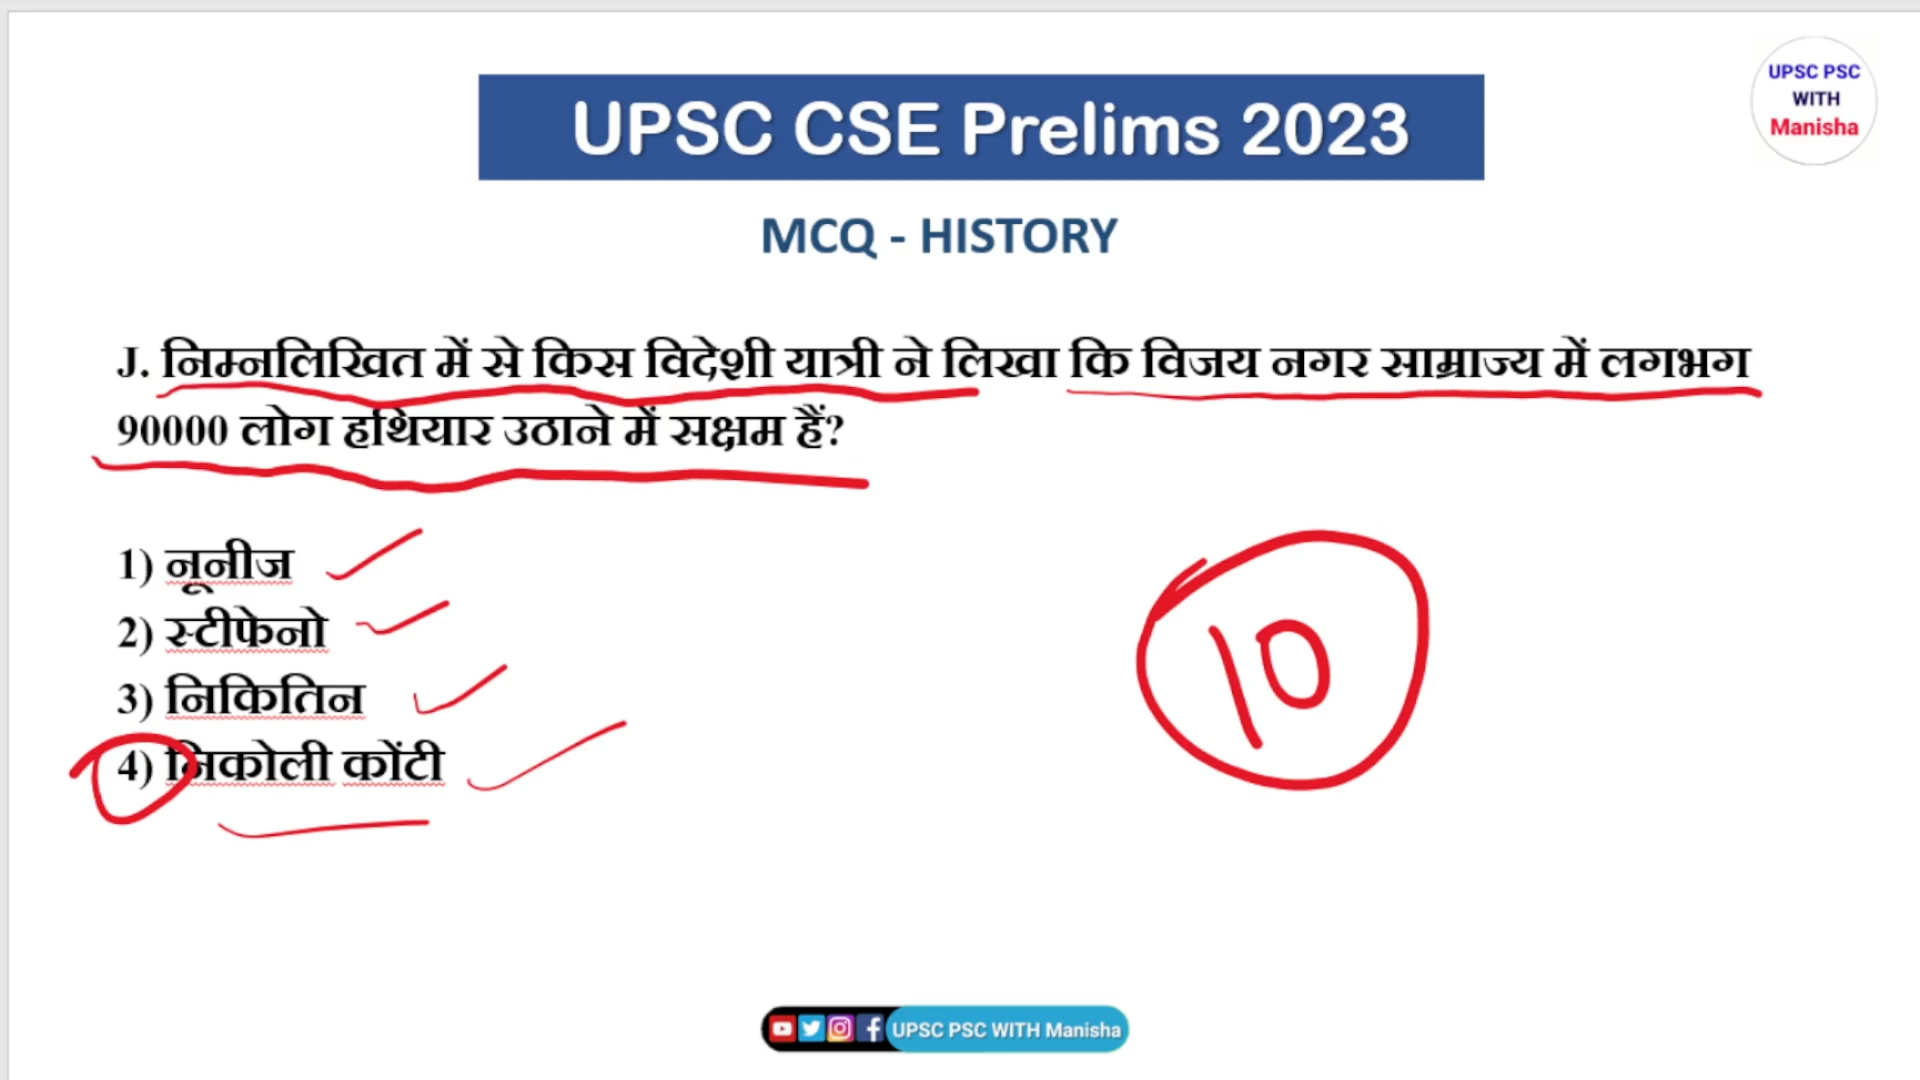 UPSC PSC
WITH
Manisha
UPSC CSE Prelims 2023
MCQ - HISTORY
J. निम्नलिखित में से किस विदेशी यात्री ने लिखा कि विजय नगर साम्राज्य में लगभग
90000 लोग हथियार उठाने में सक्षम हैं?
1) नूनीज
2) स्टीफेनो
3) निकितिन
4) निकोली कोंटी
10
UPSC PSC WITH Manisha